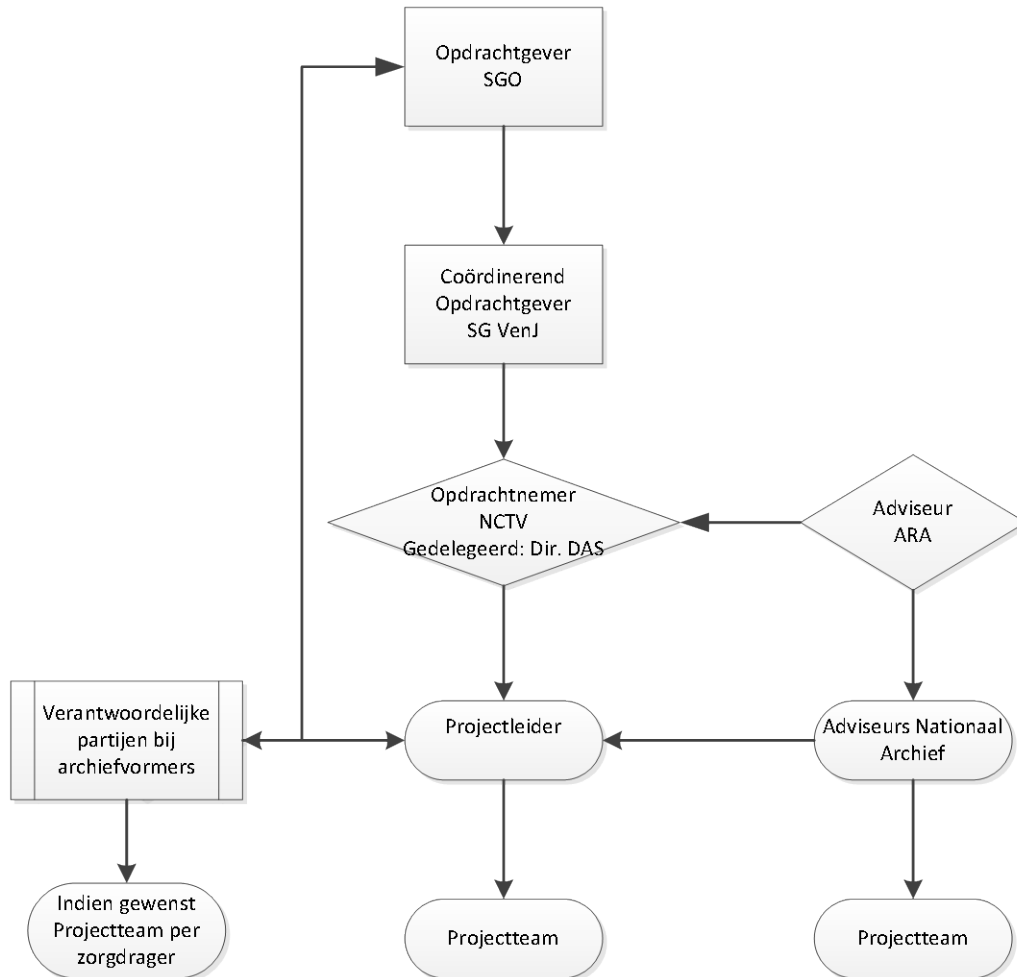 Opdrachtgever
SGO
Coördinerend
Opdrachtgever
SG VenJ
Opdrachtnemer
NCTV
Gedelegeerd: Dir. DAS
Adviseur
ARA
Verantwoordelijke
partijen bij
archiefvormers
Projectleider
Adviseurs Nationaal
Archief
Indien gewenst
Projectteam per
zorgdrager
Projectteam
Projectteam